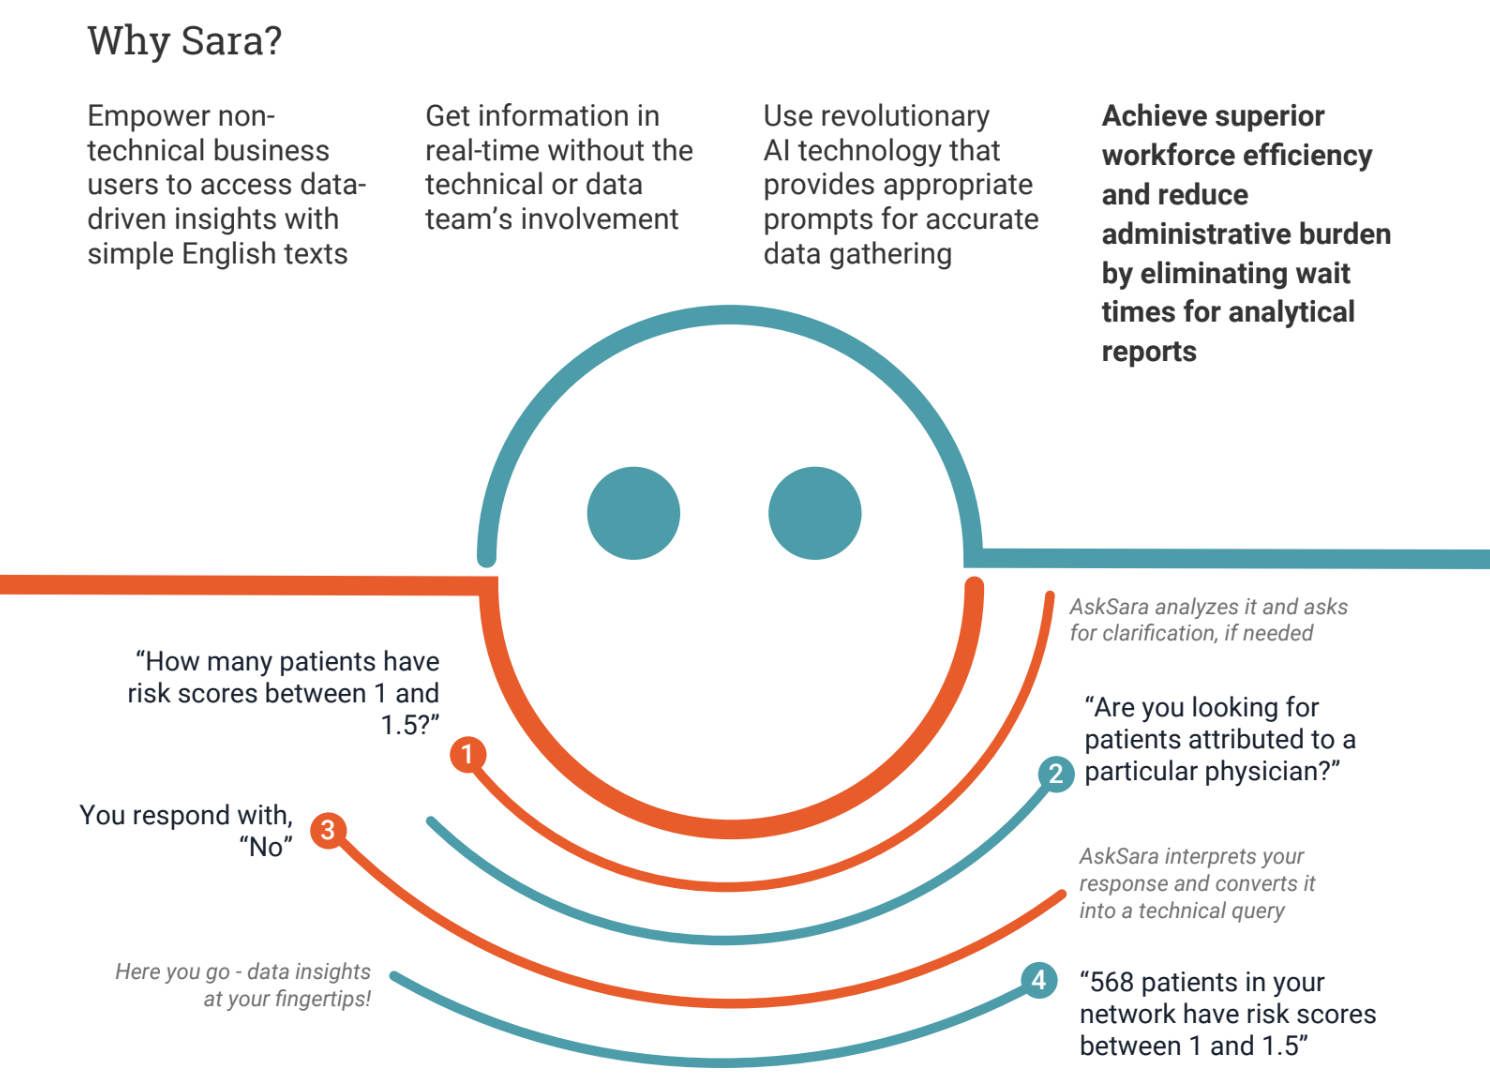 Why Sara?
Empower non-
technical business
users to access data-
driven insights with
simple English texts
Get information in
real-time without the
technical or data
team’s involvement
Use revolutionary
AI technology that
provides appropriate
prompts for accurate
data gathering
Achieve superior
workforce efficiency
and reduce
administrative burden
by eliminating wait
times for analytical
reports
“How many patients have
risk scores between 1 and
1.5?”
1
AskSara analyzes it and asks
for clarification, if needed
2
“Are you looking for
patients attributed to a
particular physician?”
You respond with,
“No”
3
AskSara interprets your
response and converts it
into a technical query
Here you go - data insights
at your fingertips!
4
“568 patients in your
network have risk scores
between 1 and 1.5”